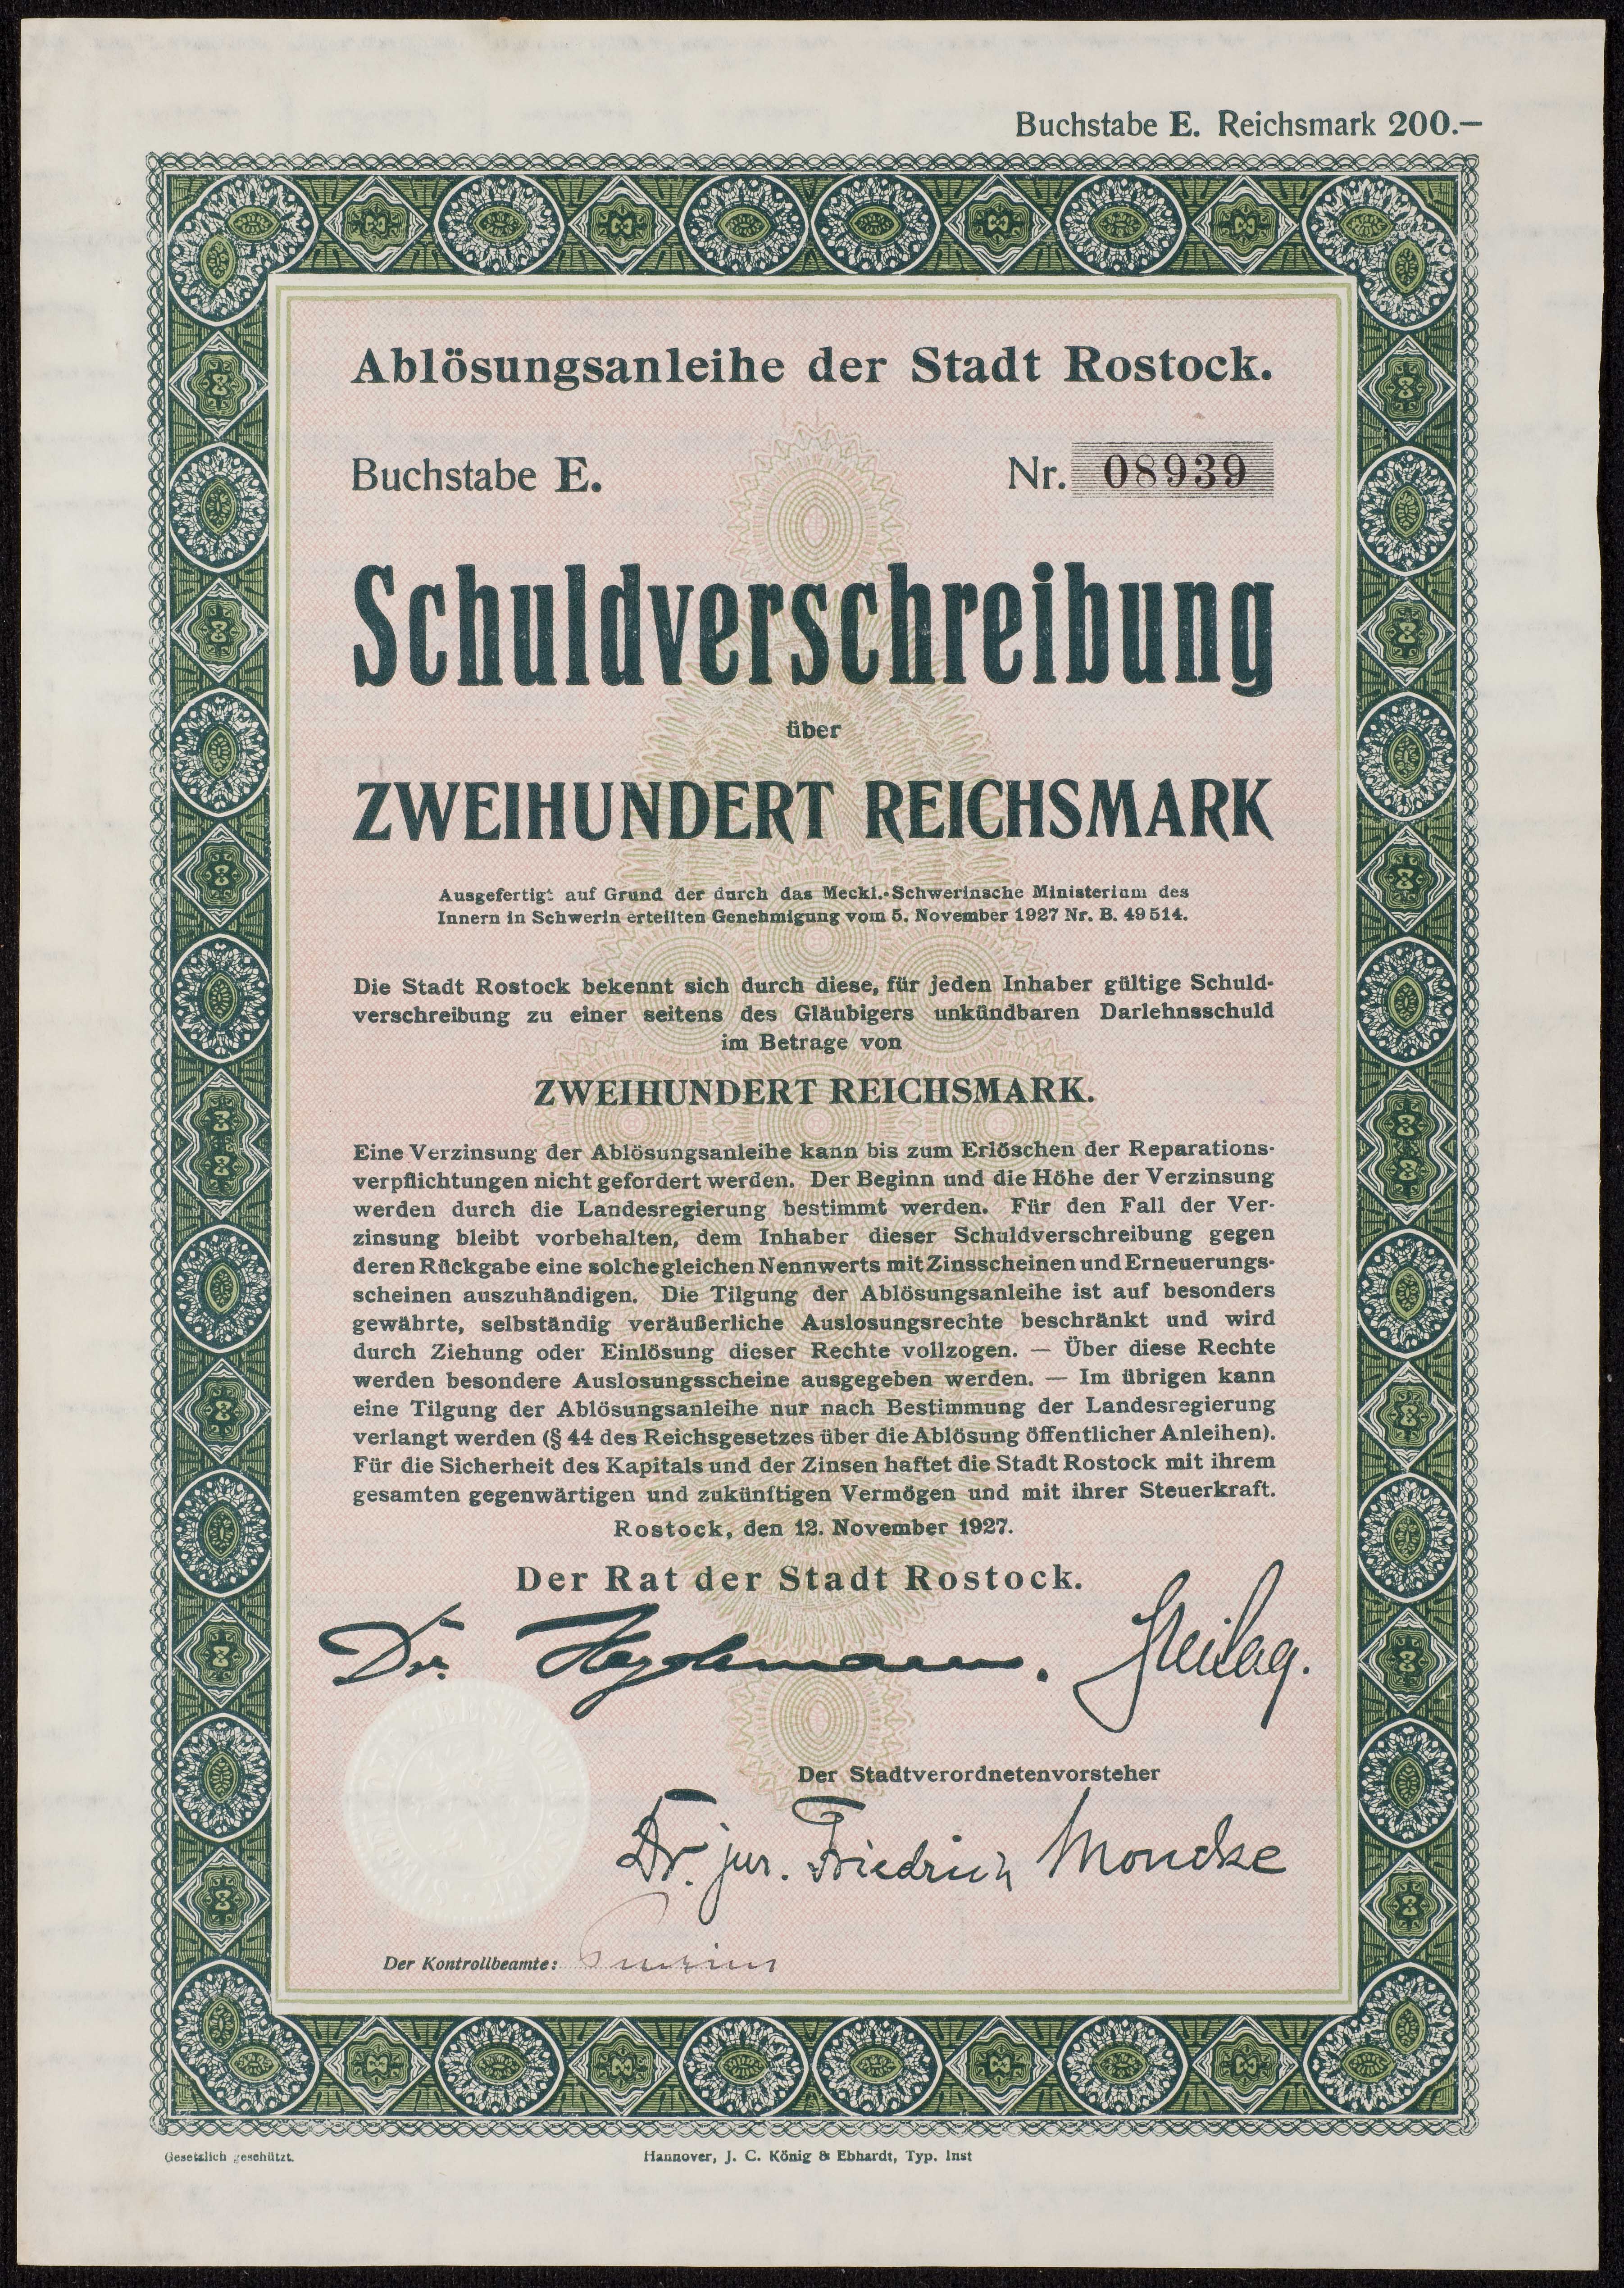 Buchstabe E. Reichsmark 200.—
Ablösungsanleihe der Stadt Rostock.
Buchstabe E. Nr. 08939
Schuldverschreibung
über
ZWEIHUNDERT REICHSMARK
Ausgefertigt auf Grund der durch das Meckl.-Schwerinsche Ministerium des
Innern in Schwerin erteilten Genehmigung vom 5. November 1927 Nr. B. 49514.
Die Stadt Rostock bekennt sich durch diese, für jeden Inhaber gültige Schuld-
verschreibung zu einer seitens des Gläubigers unkündbaren Darlehnsschuld
im Betrage von
ZWEIHUNDERT REICHSMARK.
Eine Verzinsung der Ablösungsanleihe kann bis zum Erlöschen der Reparations-
verpflichtungen nicht gefordert werden. Der Beginn und die Höhe der Verzinsung
werden durch die Landesregierung bestimmt werden. Für den Fall der Ver-
zinsung bleibt vorbehalten, dem Inhaber dieser Schuldverschreibung gegen
deren Rückgabe eine solche gleichen Nennwerts mit Zinsscheinen und Erneuerungs-
scheinen auszuhändigen. Die Tilgung der Ablösungsanleihe ist auf besonders
gewährte, selbständig veräußerliche Auslosungsrechte beschränkt und wird
durch Ziehung oder Einlösung dieser Rechte vollzogen. — Über diese Rechte
werden besondere Auslosungsscheine ausgegeben werden. — Im übrigen kann
eine Tilgung der Ablösungsanleihe nur nach Bestimmung der Landesregierung
verlangt werden (§ 44 des Reichsgesetzes über die Ablösung öffentlicher Anleihen).
Für die Sicherheit des Kapitals und der Zinsen haftet die Stadt Rostock mit ihrem
gesamten gegenwärtigen und zukünftigen Vermögen und mit ihrer Steuerkraft.
Rostock, den 12. November 1927.
Der Rat der Stadt Rostock.
Dr. Heydemann.
Der Stadtverordnetenvorsteher
Dr. jur. Friedrich Moncke
Der Kontrollbeamte:
Gesetzlich geschützt. Hannover, J. C. König & Ebhardt, Typ. Inst